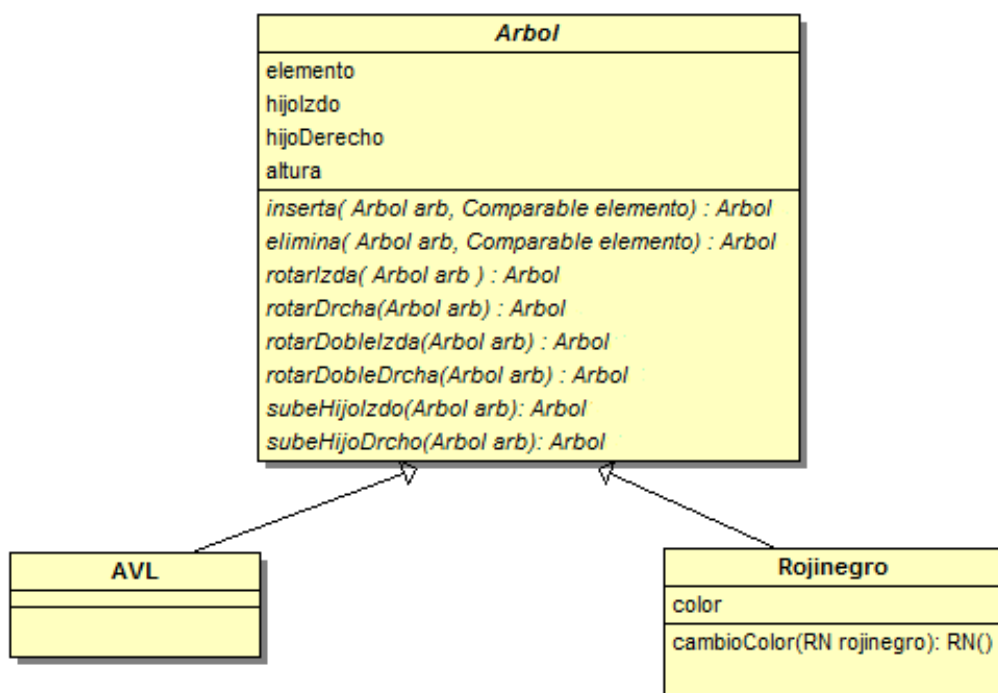 Arbol
elemento
hijoIzdo
hijoDerecho
altura
inserta( Arbol arb, Comparable elemento) : Arbol
elimina( Arbol arb, Comparable elemento) : Arbol
rotarIzda( Arbol arb ) : Arbol
rotarDrcha(Arbol arb) : Arbol
rotarDobleIzda(Arbol arb) : Arbol
rotarDobleDrcha(Arbol arb) : Arbol
subeHijoIzdo(Arbol arb): Arbol
subeHijoDrcho(Arbol arb): Arbol
AVL
Rojinegro
color
cambioColor(RN rojinegro): RN()